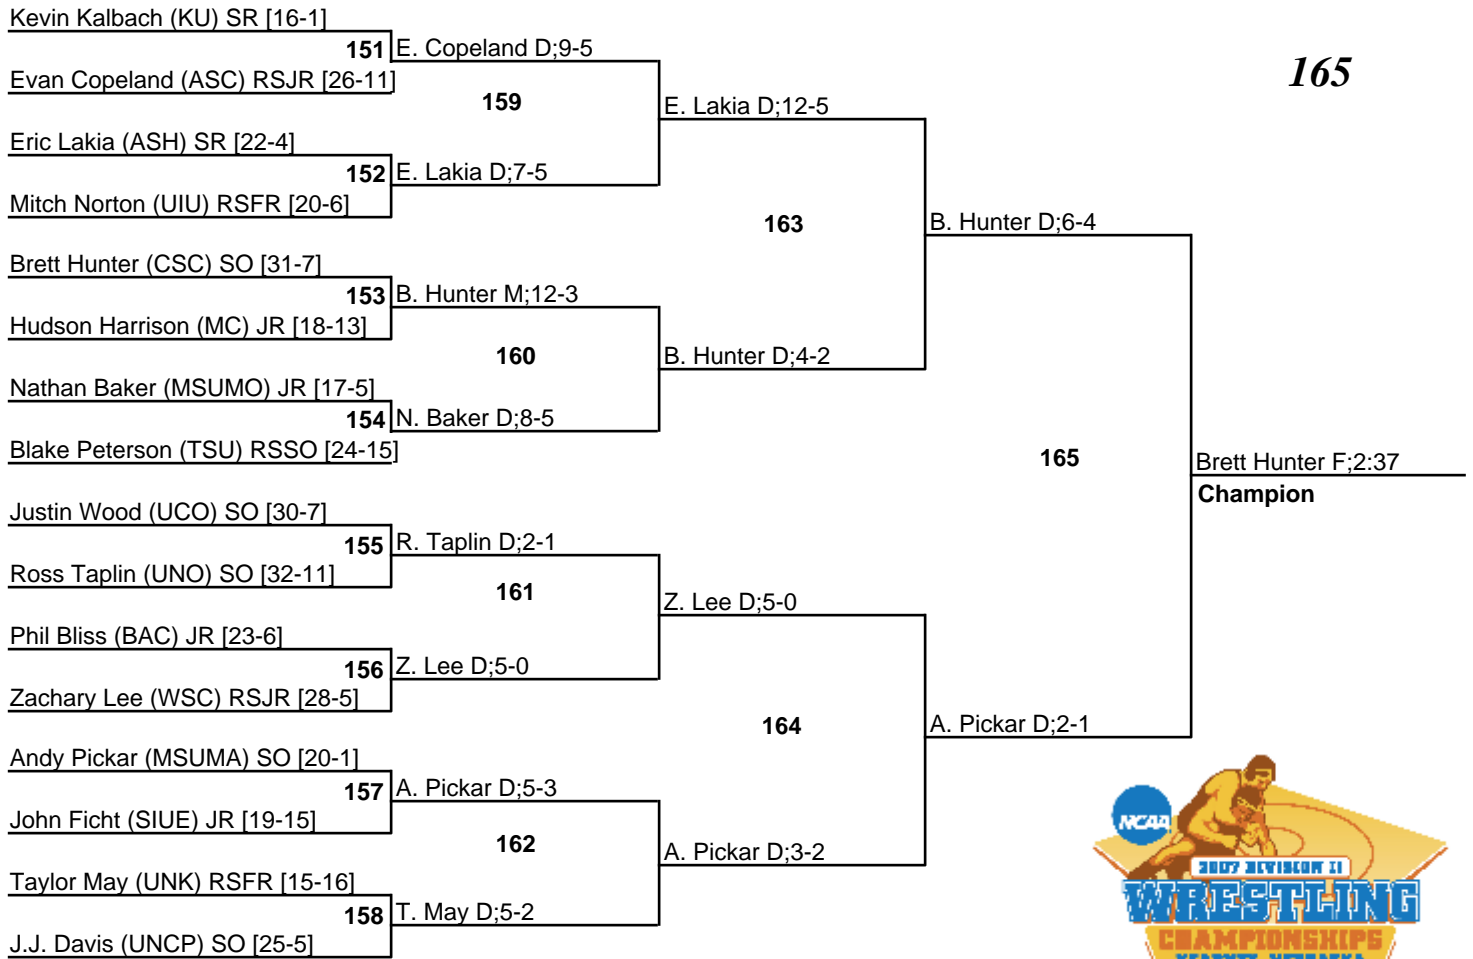 Kevin Kalbach (KU) SR [16-1]
151 E. Copeland D;9-5
Evan Copeland (ASC) RSJR [26-11]
165
159
E. Lakia D;12-5
Eric Lakia (ASH) SR [22-4]
152 E. Lakia D;7-5
Mitch Norton (UIU) RSFR [20-6]
163
B. Hunter D;6-4
Brett Hunter (CSC) SO [31-7]
153 B. Hunter M;12-3
Hudson Harrison (MC) JR [18-13]
160
B. Hunter D;4-2
Nathan Baker (MSUMO) JR [17-5]
154 N. Baker D;8-5
Blake Peterson (TSU) RSSO [24-15]
165
Brett Hunter F;2:37
Champion
Justin Wood (UCO) SO [30-7]
155 R. Taplin D;2-1
Ross Taplin (UNO) SO [32-11]
161
Z. Lee D;5-0
Phil Bliss (BAC) JR [23-6]
156 Z. Lee D;5-0
Zachary Lee (WSC) RSJR [28-5]
164
A. Pickar D;2-1
Andy Pickar (MSUMA) SO [20-1]
157 A. Pickar D;5-3
John Ficht (SIUE) JR [19-15]
162
A. Pickar D;3-2
Taylor May (UNK) RSFR [15-16]
158 T. May D;5-2
J.J. Davis (UNCP) SO [25-5]
NCAA
2007 DIVISION II
WRESTLING
CHAMPIONSHIPS